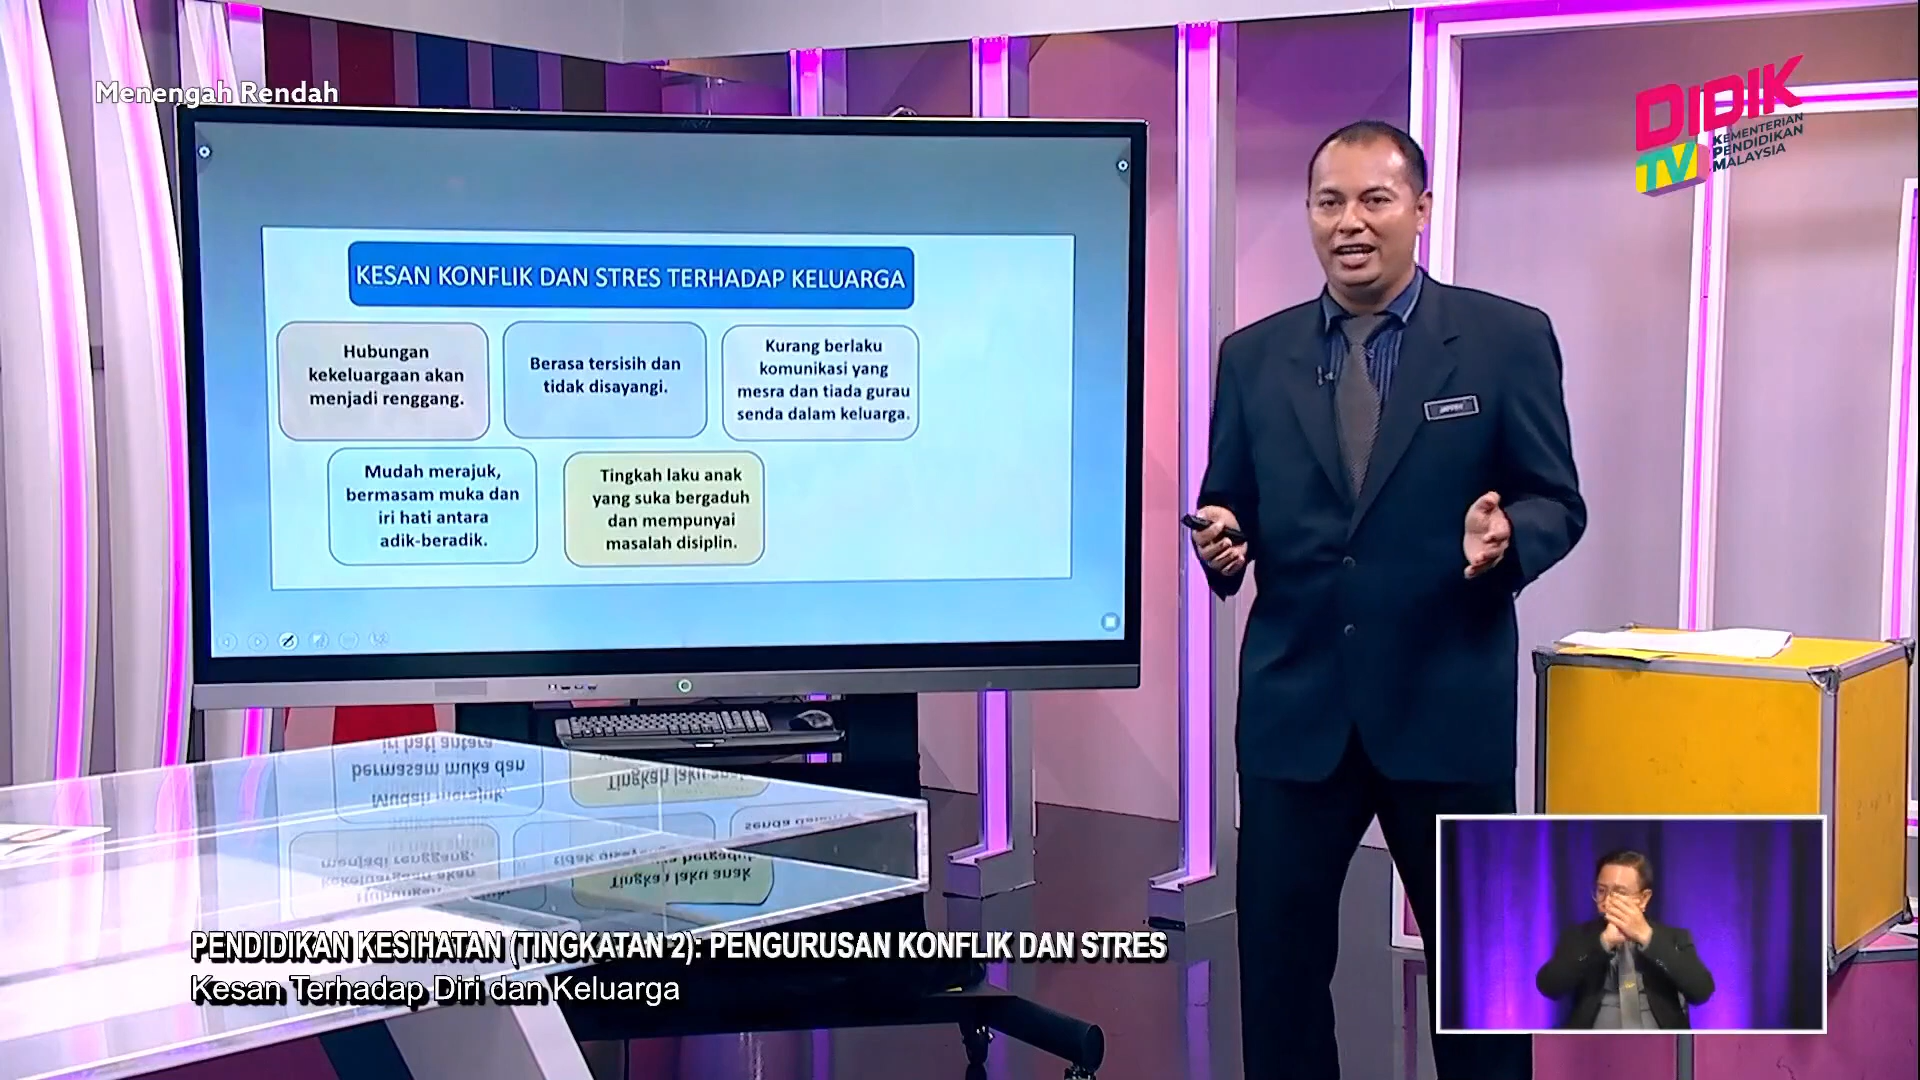 Menengah Rendah
DIDIK
TV
KEMENTERIAN
PENDIDIKAN
MALAYSIA
KESAN KONFLIK DAN STRES TERHADAP KELUARGA
Hubungan
kekeluargaan akan
menjadi renggang.
Berasa tersisih dan
tidak disayangi.
Kurang berlaku
komunikasi yang
mesra dan tiada gurau
senda dalam keluarga.
Mudah merajuk,
bermasam muka dan
iri hati antara
adik-beradik.
Tingkah laku anak
yang suka bergaduh
dan mempunyai
masalah disiplin.
PENDIDIKAN KESIHATAN (TINGKATAN 2): PENGURUSAN KONFLIK DAN STRES
Kesan Terhadap Diri dan Keluarga